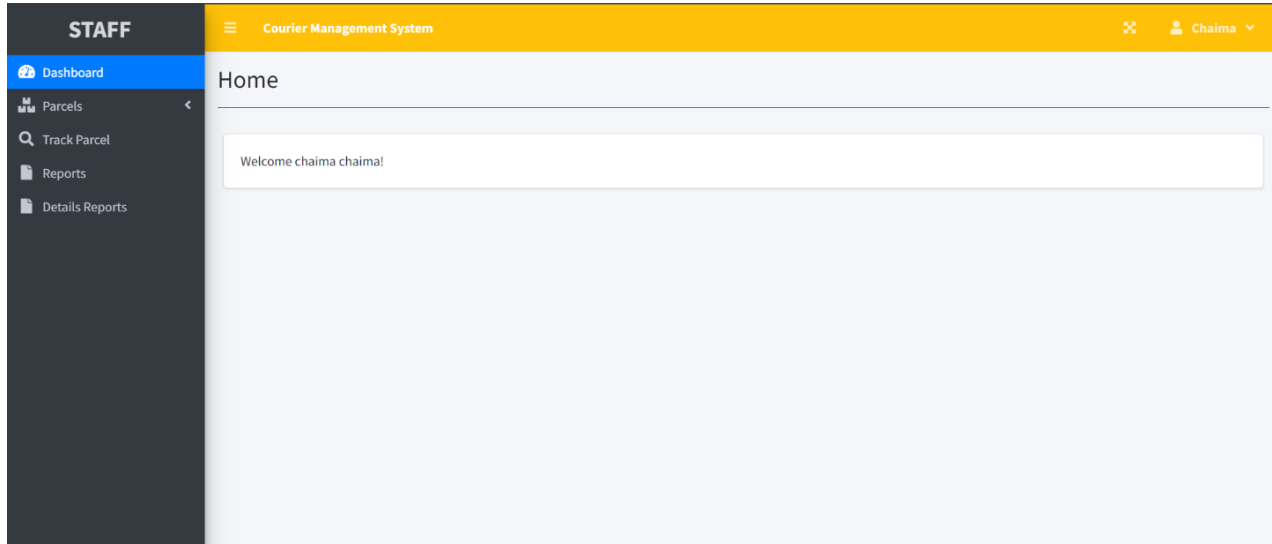 STAFF
Courier Management System
Chaima
Dashboard
Parcels
Track Parcel
Reports
Details Reports
Home
Welcome chaima chaima!